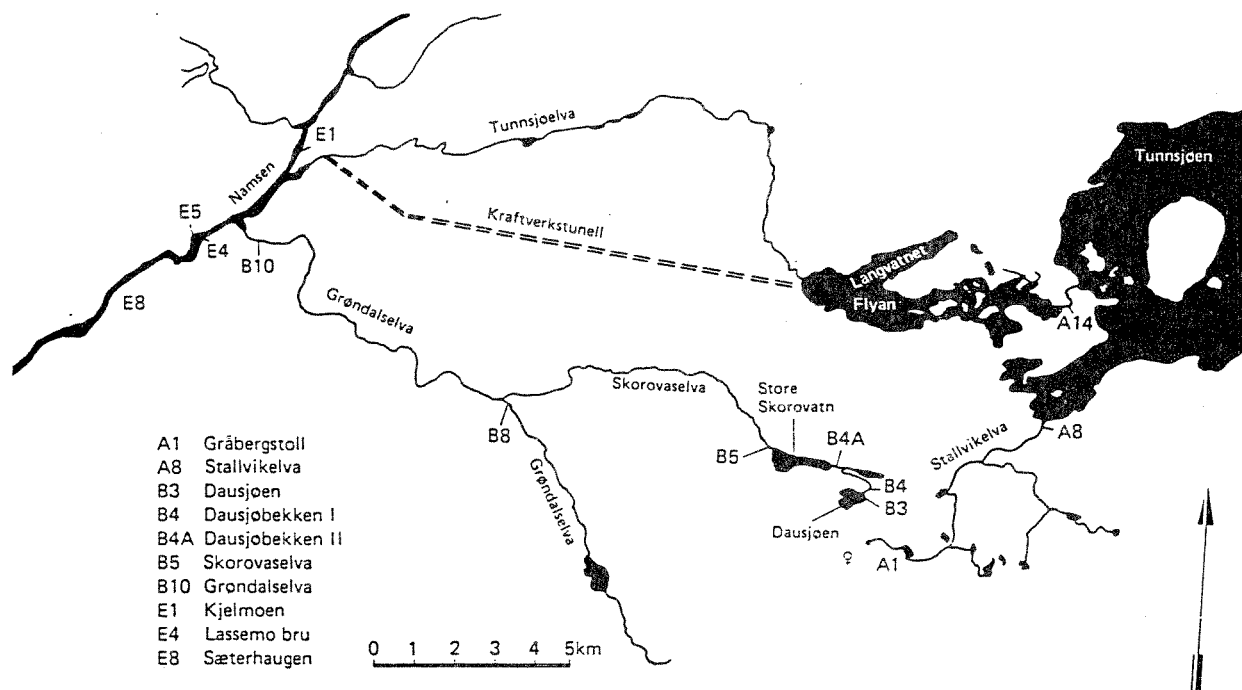 E1
Tunnsjøelva
Tunnsjøen
Namsen
E5
E4
Kraftverkstunell
B10
Langvatnet
Flyan
E8
A14
Grøndalselva
Skorovaselva
Store
Skorovatn
B8
B5
B4A
A8
Stallvikelva
B4
B3
Dausjøen
Grøndalselva
A1
♀
A1 Gråbergstoll
A8 Stallvikelva
B3 Dausjøen
B4 Dausjøbekken I
B4A Dausjøbekken II
B5 Skorovaselva
B10 Grøndalselva
E1 Kjelmoen
E4 Lassemo bru
E8 Sæterhaugen
0 1 2 3 4 5km